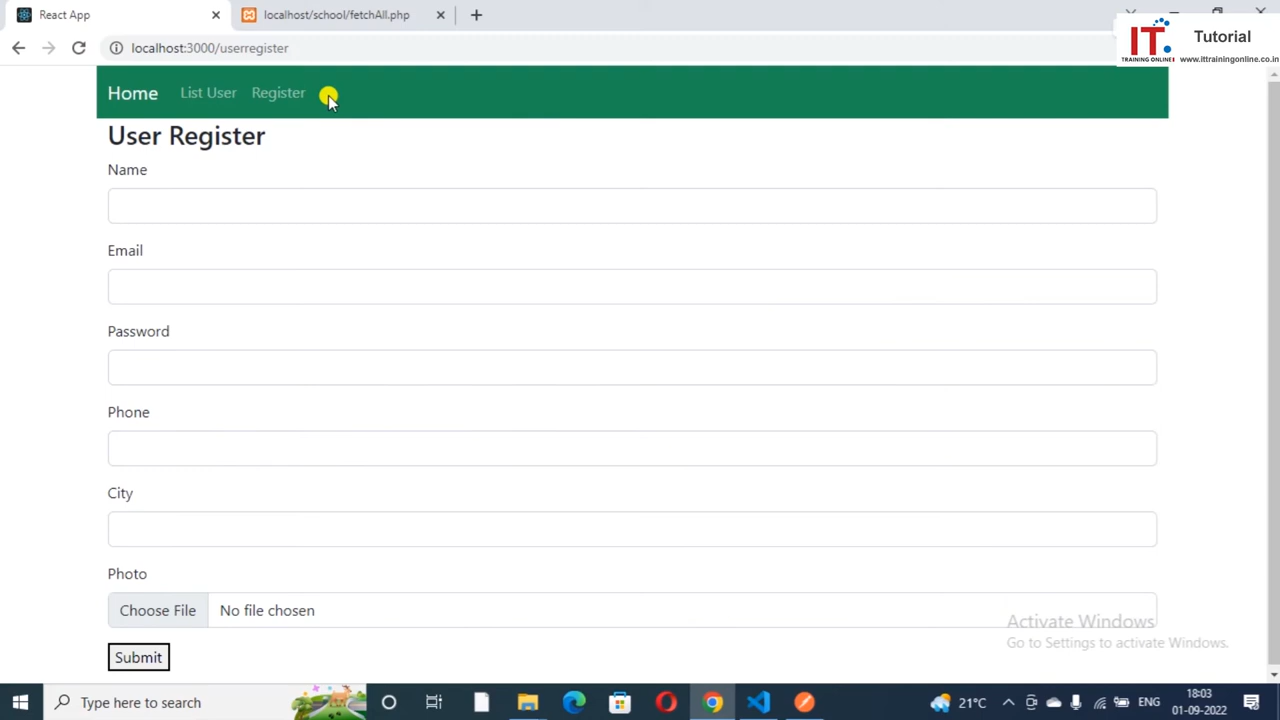 React App
localhost/school/fetchAll.php
IT.
TRAINING ONLINE
Tutorial
www.ittrainingonline.co.in
localhost:3000/userregister
Home List User Register
User Register
Name
Email
Password
Phone
City
Photo
Choose File No file chosen
Activate Windows
Go to Settings to activate Windows.
Submit
Type here to search
21°C
ENG
18:03
01-09-2022